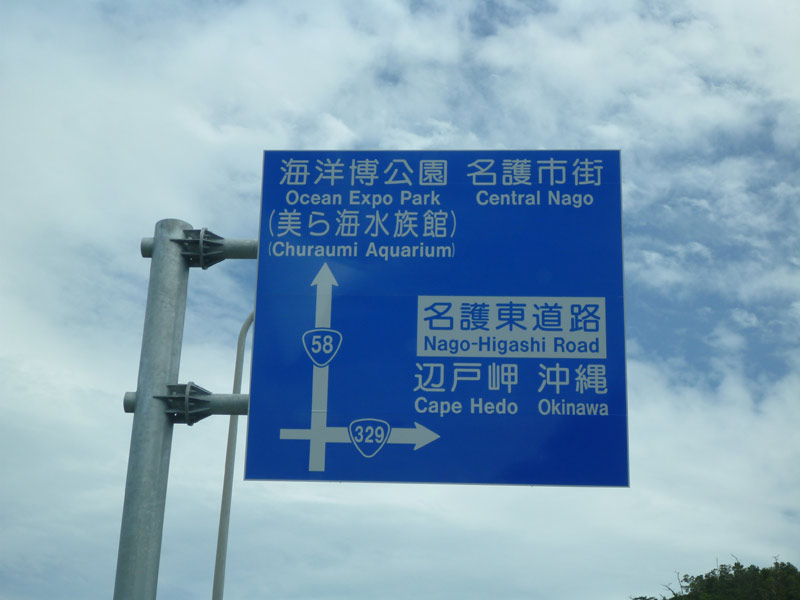 海洋博公園 名護市街
Ocean Expo Park Central Nago
(美ら海水族館)
(Churaumi Aquarium)
58
名護東道路
Nago-Higashi Road
辺戸岬 沖縄
Cape Hedo Okinawa
329